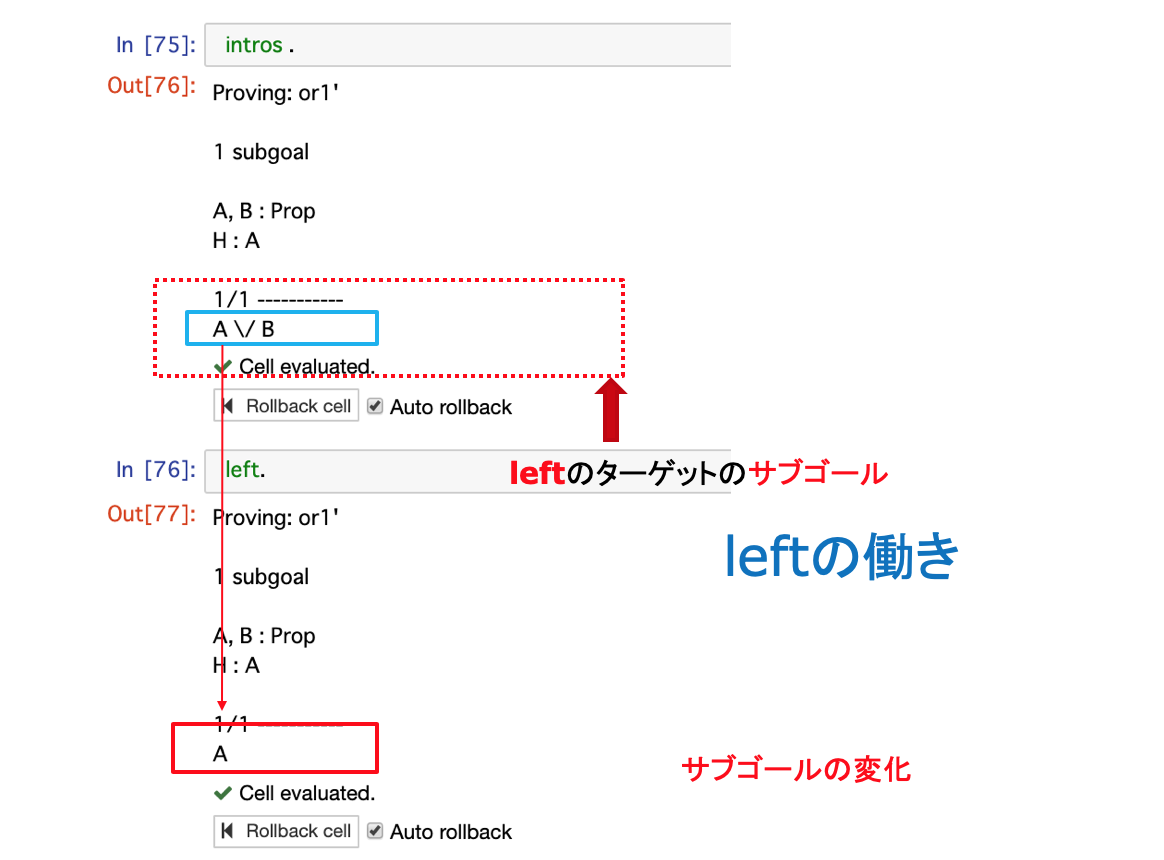 In [75]: intros .
Out[76]: Proving: or1'
1 subgoal
A, B : Prop
H : A
1/1 -----------
A \/ B
✔ Cell evaluated.
Rollback cell Auto rollback
In [76]: left.
leftのターゲットのサブゴール
Out[77]: Proving: or1'
leftの働き
1 subgoal
A, B : Prop
H : A
1/1 -----------
A
サブゴールの変化
✔ Cell evaluated.
Rollback cell Auto rollback